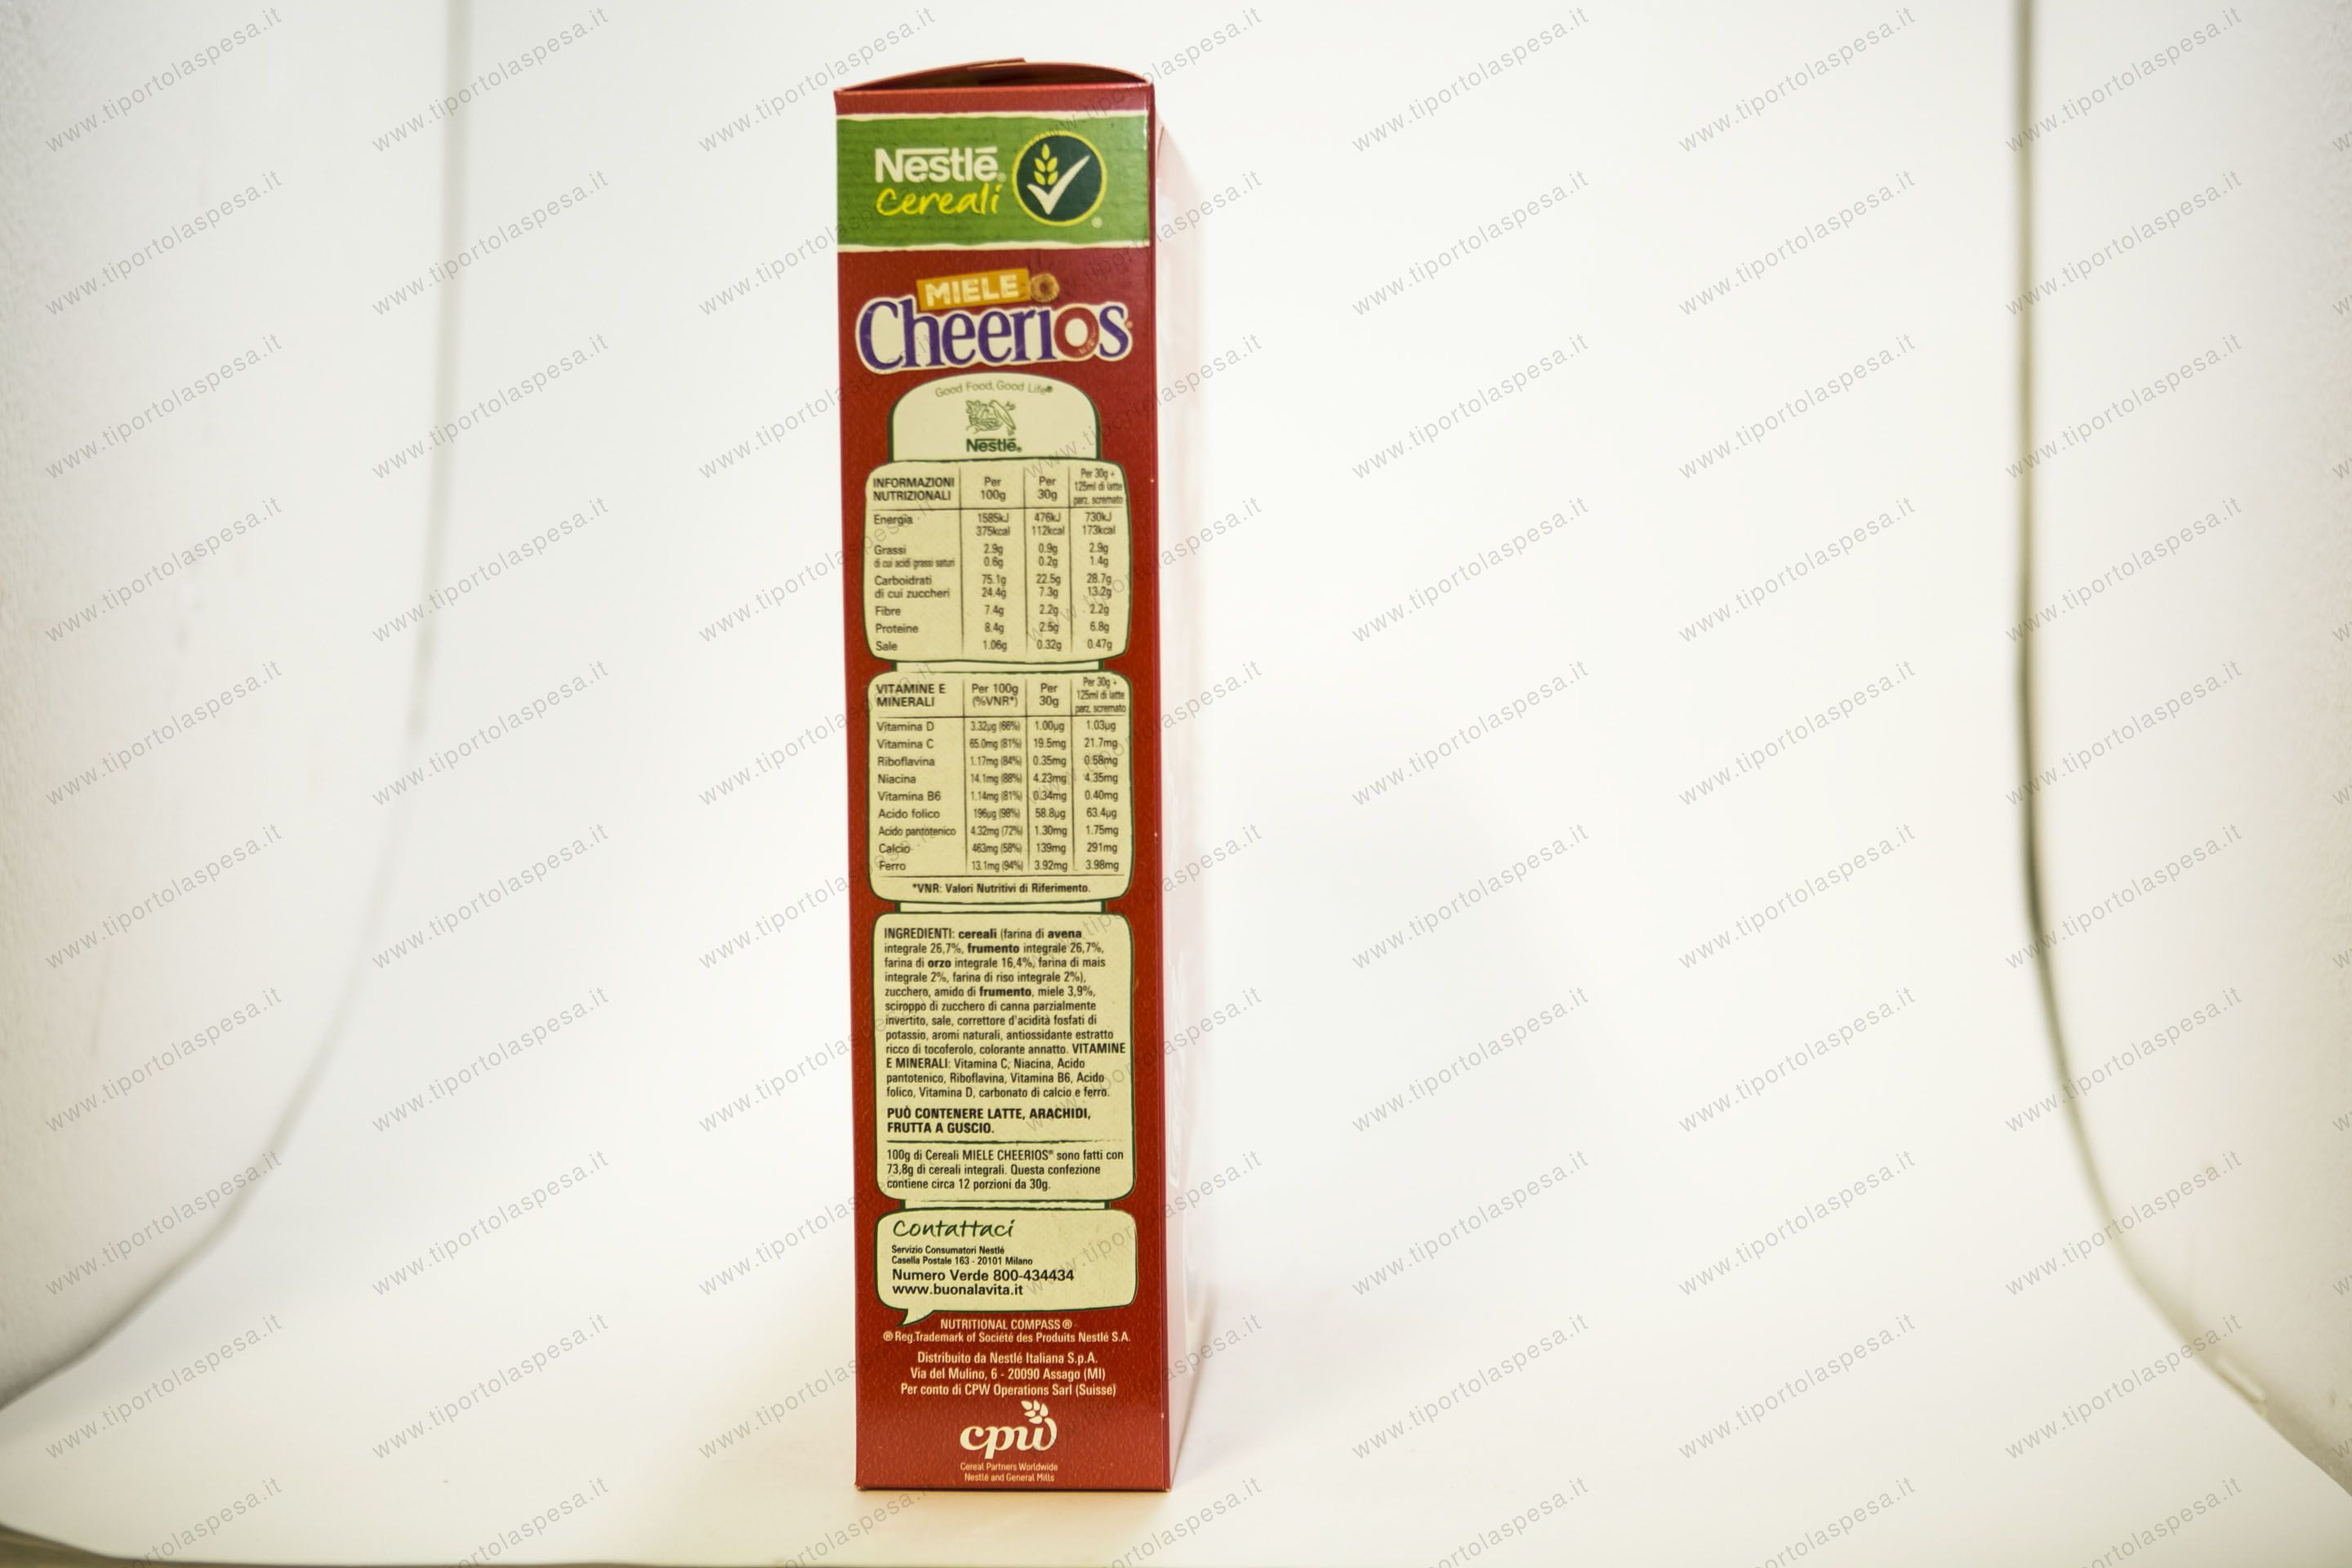 Nestlé
Cereali
MIELE
Cheerios
Good Food, Good Life®
Nestlé®
INFORMAZIONI NUTRIZIONALI Per 100g Per 30g Per 30g + 125ml di latte parz. scremato
Energia 1585kJ 476kJ 730kJ
375kcal 112kcal 173kcal
Grassi 2.9g 0.9g 2.9g
di cui acidi grassi saturi 0.6g 0.2g 1.4g
Carboidrati 75.1g 22.5g 28.7g
di cui zuccheri 24.4g 7.3g 13.2g
Fibre 7.4g 2.2g 2.2g
Proteine 8.4g 2.5g 6.8g
Sale 1.06g 0.32g 0.47g
VITAMINE E MINERALI Per 100g (%VNR*) Per 30g Per 30g + 125ml di latte parz. scremato
Vitamina D 3.32µg (66%) 1.00µg 1.03µg
Vitamina C 65.0mg (81%) 19.5mg 21.7mg
Riboflavina 1.17mg (84%) 0.35mg 0.58mg
Niacina 14.1mg (88%) 4.23mg 4.35mg
Vitamina B6 1.14mg (81%) 0.34mg 0.40mg
Acido folico 196µg (98%) 58.8µg 63.4µg
Acido pantotenico 4.32mg (72%) 1.30mg 1.75mg
Calcio 463mg (58%) 139mg 291mg
Ferro 13.1mg (94%) 3.92mg 3.98mg
*VNR: Valori Nutritivi di Riferimento.
INGREDIENTI: cereali (farina di avena
integrale 26,7%, frumento integrale 26,7%,
farina di orzo integrale 16,4%, farina di mais
integrale 2%, farina di riso integrale 2%),
zucchero, amido di frumento, miele 3,9%,
sciroppo di zucchero di canna parzialmente
invertito, sale, correttore d'acidità fosfati di
potassio, aromi naturali, antiossidante estratto
ricco di tocoferolo, colorante annatto. VITAMINE
E MINERALI: Vitamina C, Niacina, Acido
pantotenico, Riboflavina, Vitamina B6, Acido
folico, Vitamina D, carbonato di calcio e ferro.
PUÒ CONTENERE LATTE, ARACHIDI,
FRUTTA A GUSCIO.
100g di Cereali MIELE CHEERIOS® sono fatti con
73,8g di cereali integrali. Questa confezione
contiene circa 12 porzioni da 30g.
Contattaci
Servizio Consumatori Nestlé
Casella Postale 163 - 20101 Milano
Numero Verde 800-434434
www.buonalavita.it
NUTRITIONAL COMPASS®
® Reg.Trademark of Société des Produits Nestlé S.A.
Distribuito da Nestlé Italiana S.p.A.
Via del Mulino, 6 - 20090 Assago (MI)
Per conto di CPW Operations Sarl (Suisse)
cpw
Cereal Partners Worldwide
Nestlé and General Mills
www.tiportolaspesa.it